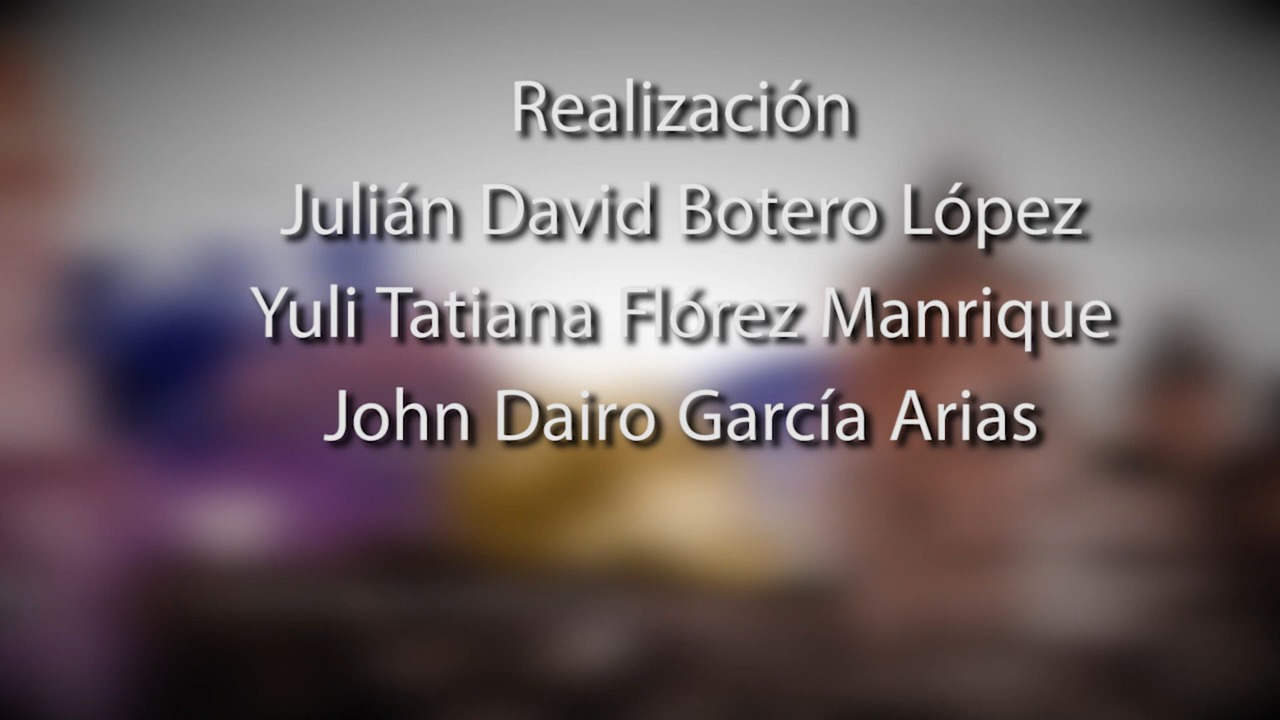 Realización
Julián David Botero López
Yuli Tatiana Flórez Manrique
John Dairo García Arias